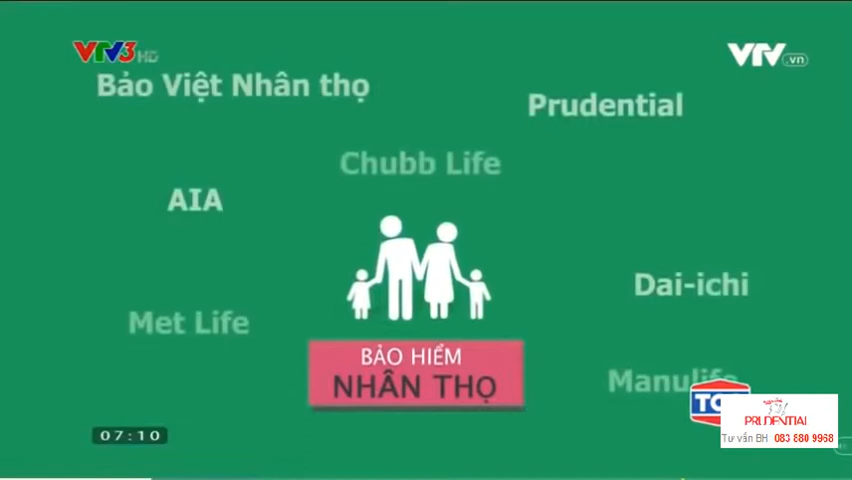 VTV3 HD
VTV.vn
Bảo Việt Nhân thọ
Prudential
Chubb Life
AIA
Dai-ichi
Met Life
BẢO HIỂM
NHÂN THỌ
Manulife
PRUDENTIAL
Tư vấn BH 083 880 9968
07:10